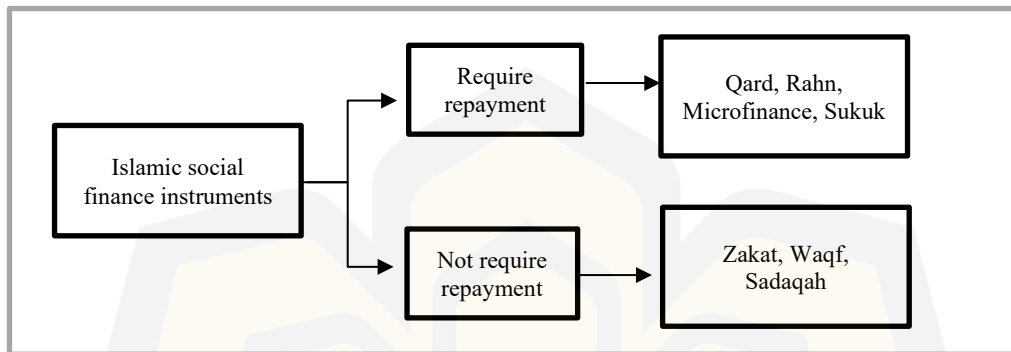 Islamic social
finance instruments
Require
repayment
Qard, Rahn,
Microfinance, Sukuk
Not require
repayment
Zakat, Waqf,
Sadaqah